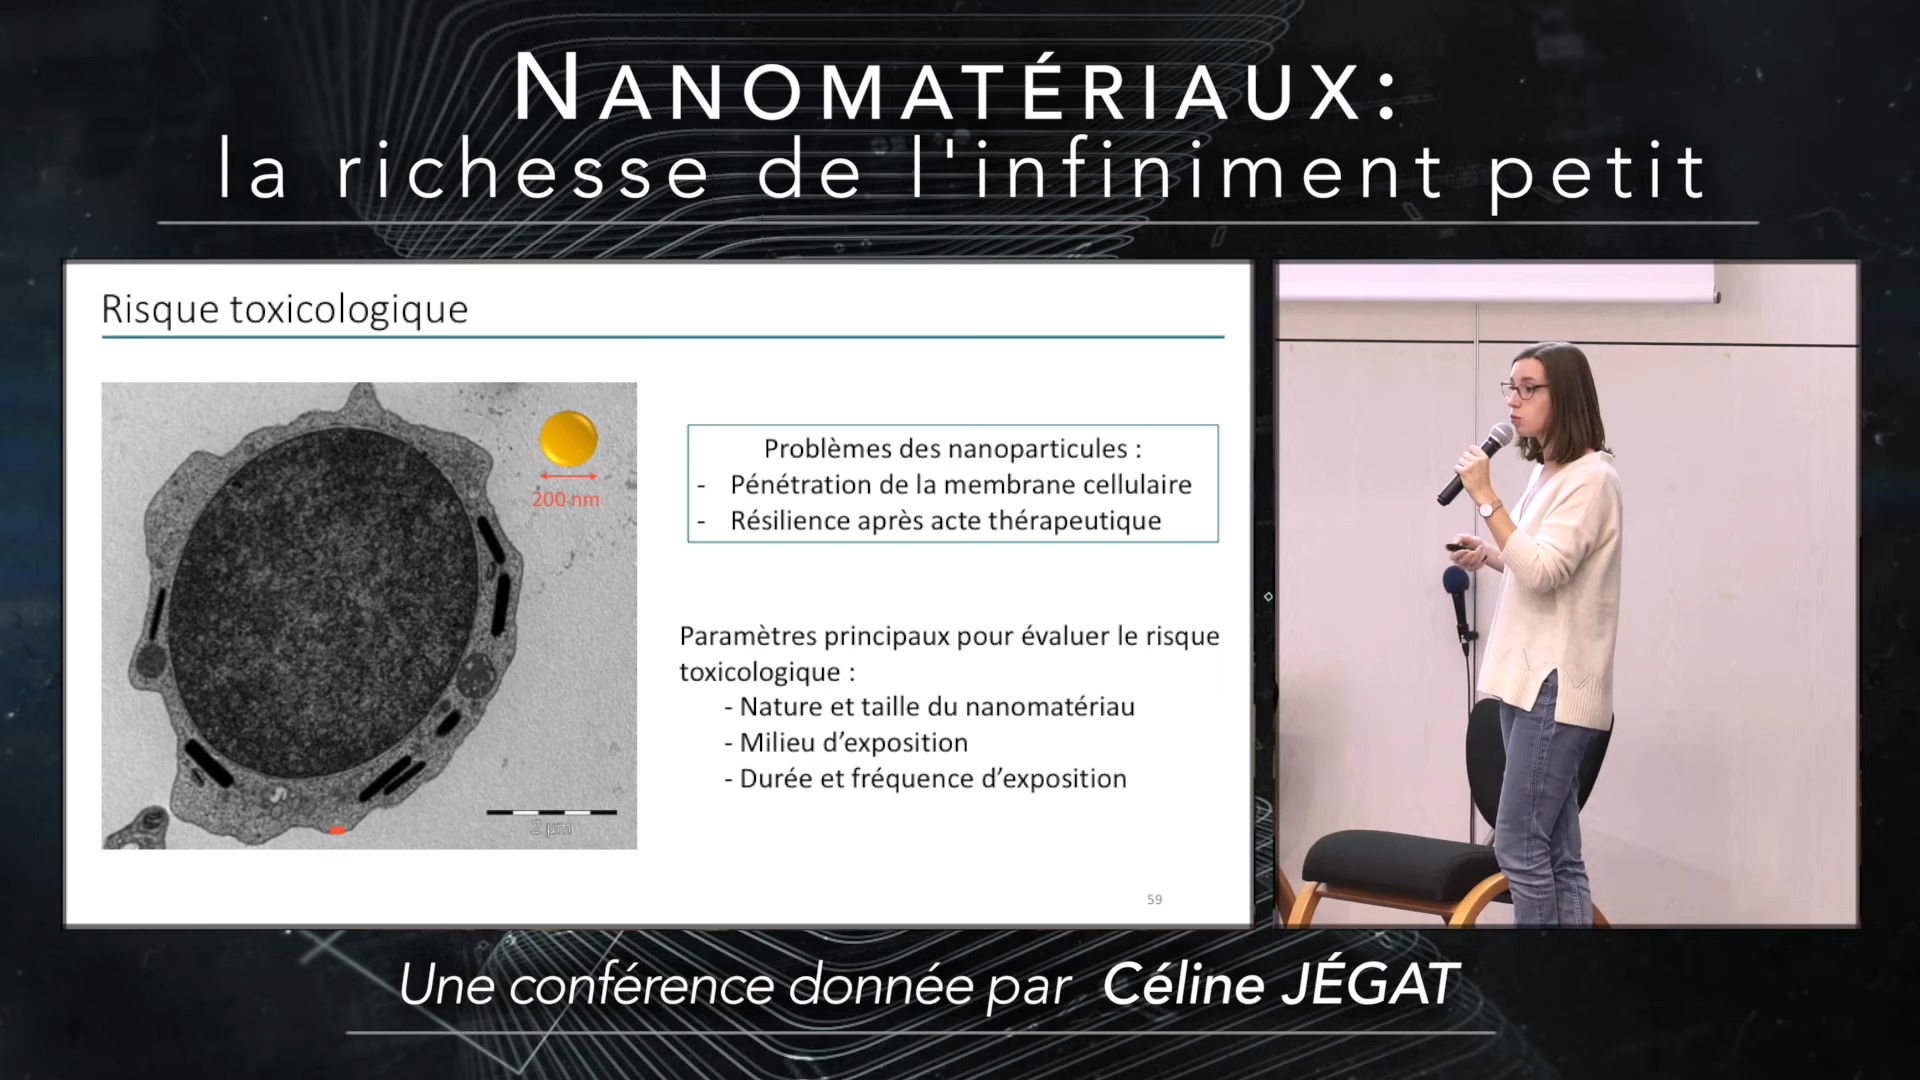 NANOMATÉRIAUX:
la richesse de l'infiniment petit
Risque toxicologique
200 nm
2 µm
Problèmes des nanoparticules :
- Pénétration de la membrane cellulaire
- Résilience après acte thérapeutique
Paramètres principaux pour évaluer le risque
toxicologique :
- Nature et taille du nanomatériau
- Milieu d’exposition
- Durée et fréquence d’exposition
59
Une conférence donnée par Céline JÉGAT